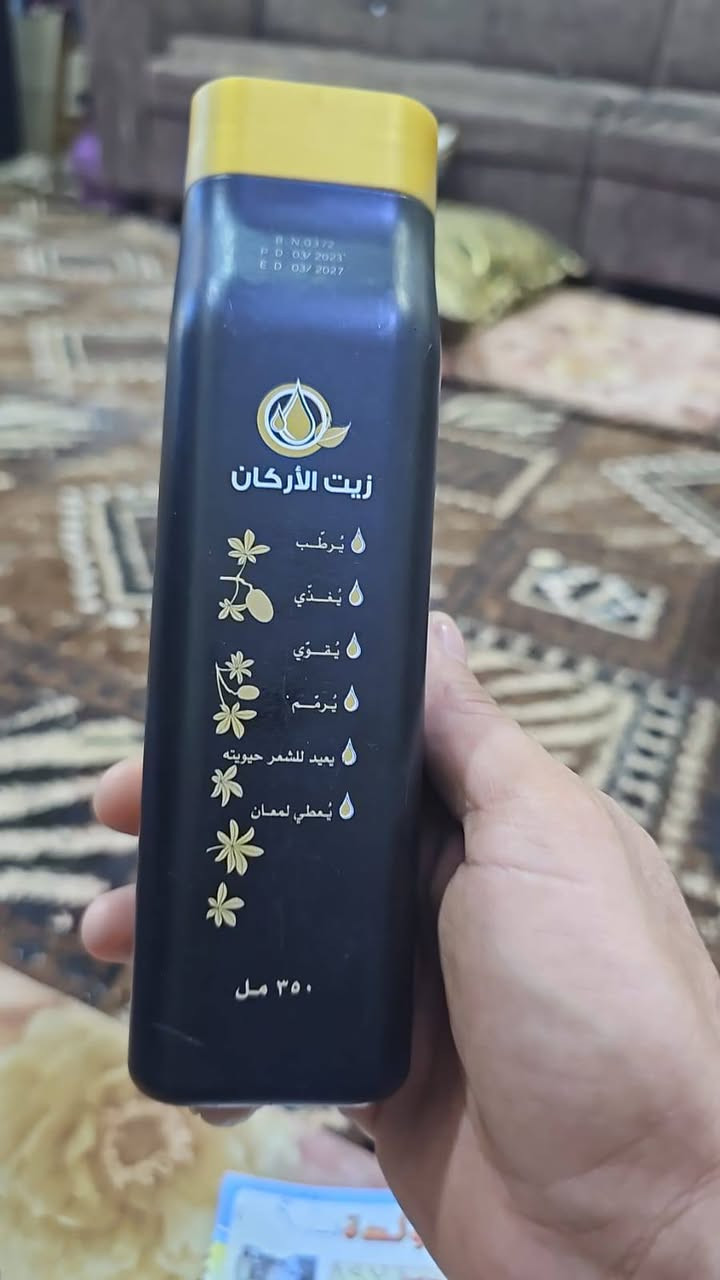 B N 0372
P D 03/2023
E D 03/2027
زيت الأركان
يُرطّب
يُغذّي
يُقوّي
يُرمّم
يعيد للشعر حيويته
يُعطي لمعان
٣٥٠ مل